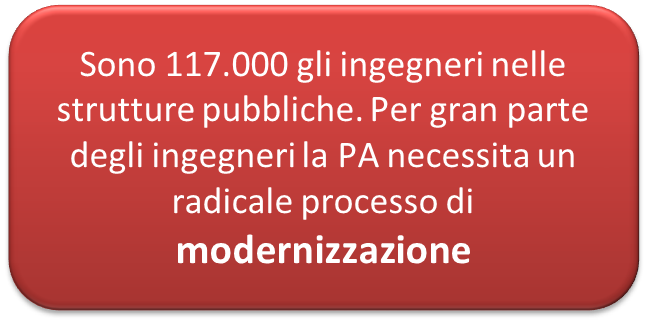 Sono 117.000 gli ingegneri nelle
strutture pubbliche. Per gran parte
degli ingegneri la PA necessita un
radicale processo di
modernizzazione